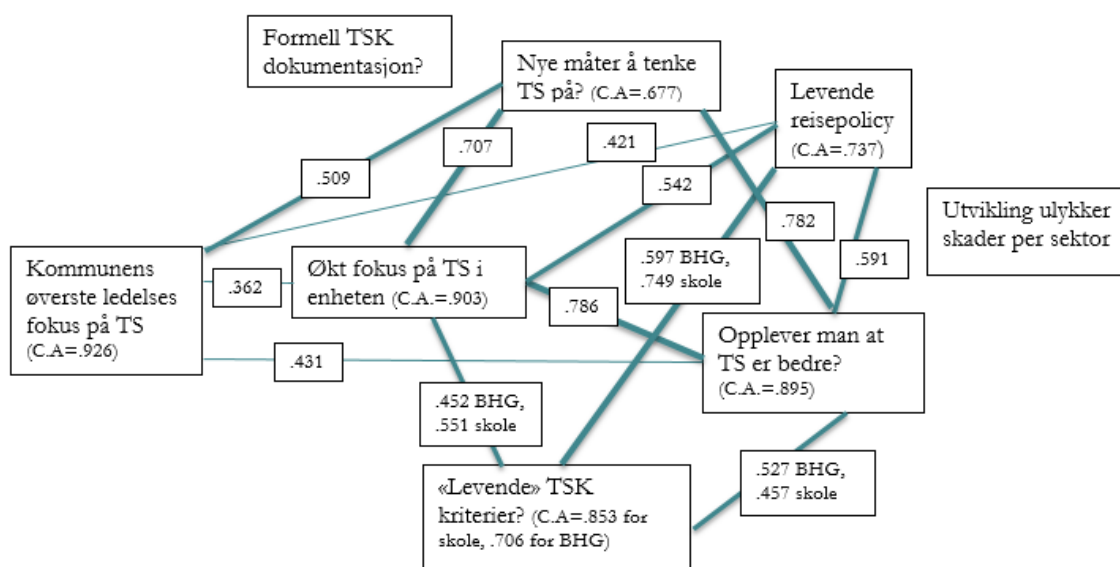 Formell TSK
dokumentasjon?
Nye måter å tenke
TS på? (C.A=.677)
Levende
reisepolicy
(C.A=.737)
.707
.421
.509
.542
.782
Utvikling ulykker
skader per sektor
Kommunens
øverste ledelses
fokus på TS
(C.A=.926)
.362
Økt fokus på TS i
enheten (C.A.=.903)
.597 BHG,
.749 skole
.591
.786
Opplever man at
TS er bedre?
(C.A.=.895)
.431
.452 BHG,
.551 skole
.527 BHG,
.457 skole
«Levende» TSK
kriterier? (C.A=.853 for
skole, .706 for BHG)